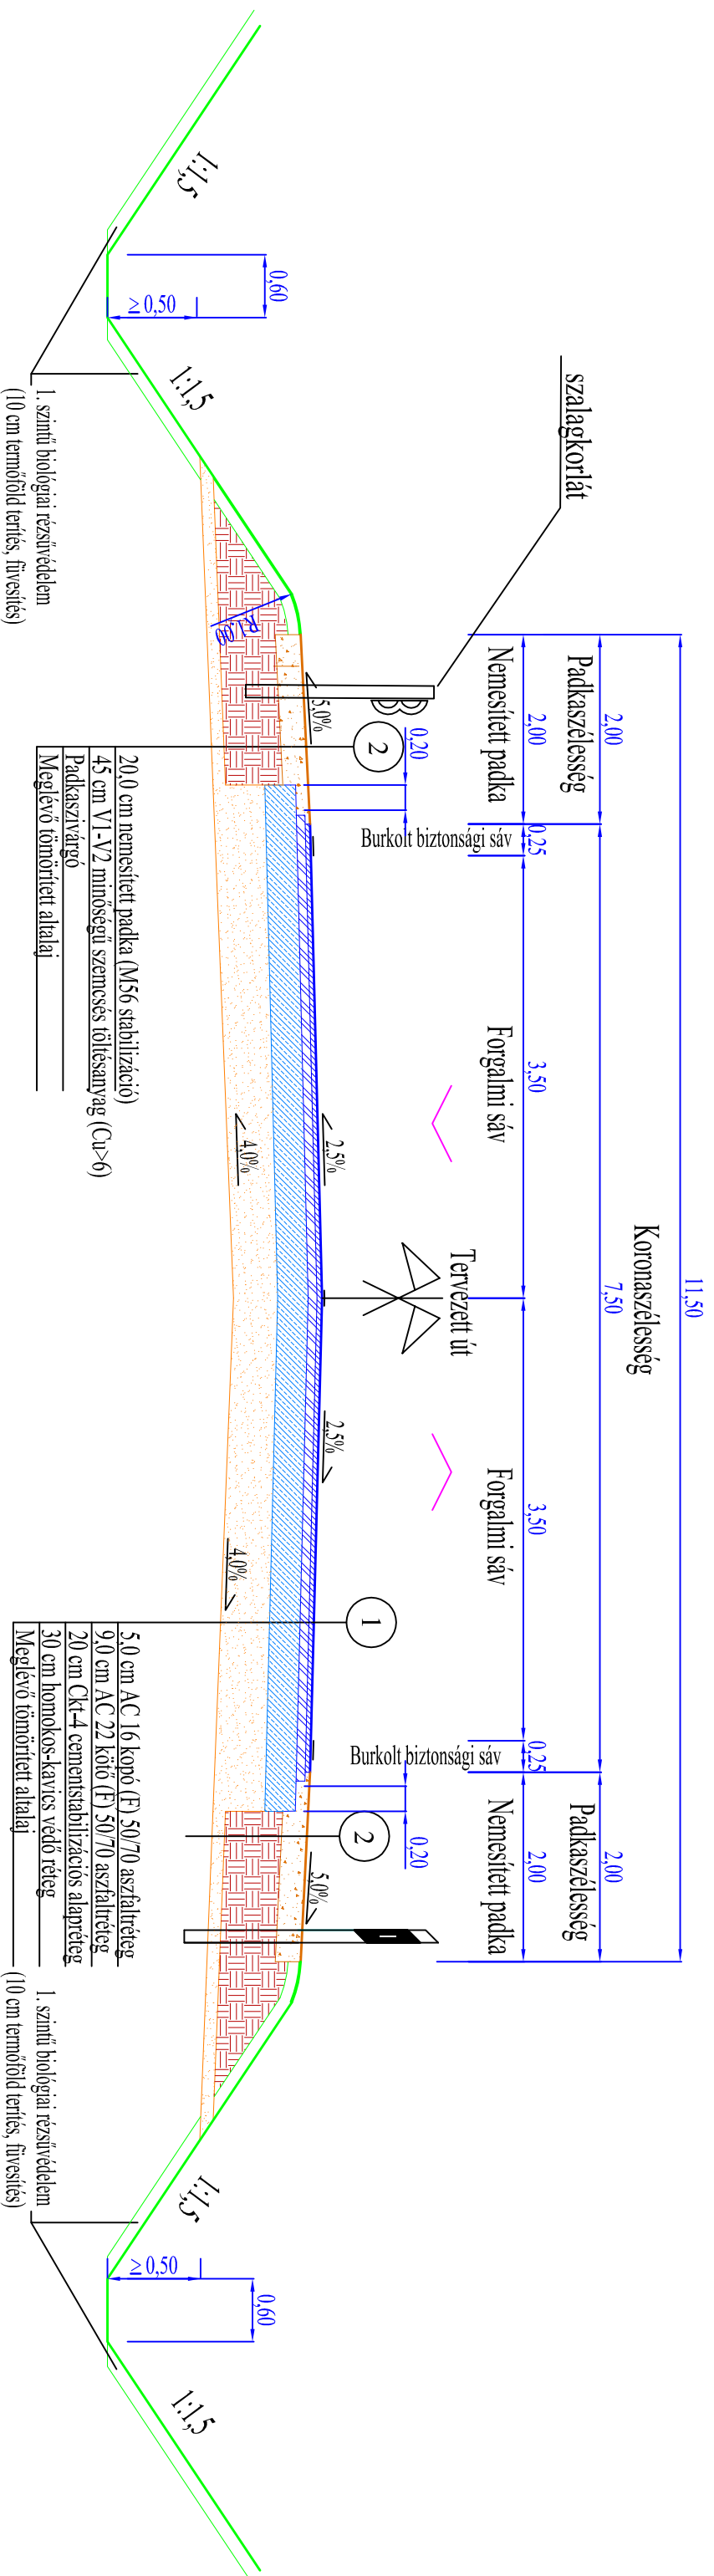 11,50
Koronaszélesség
2,00
7,50
2,00
Padkaszélesség
Padkaszélesség
2,00
0,25
3,50
3,50
0,25
2,00
Nemesített padka
Forgalmi sáv
Forgalmi sáv
Nemesített padka
Burkolt biztonsági sáv
Burkolt biztonsági sáv
szalagkorlát
Tervezett út
0,20
0,20
2
1
2
5,0%
2,5%
2,5%
5,0%
4,0%
4,0%
R1,00
1:1,5
0,60
≥0,50
1:1,5
1:1,5
≥0,50
0,60
1:1,5
20,0 cm nemesített padka (M56 stabilizáció)
45 cm V1-V2 minőségű szemcsés töltésanyag (Cu>6)
Padkaszivárgó
Meglévő tömörített altalaj
5,0 cm AC 16 kopó (F) 50/70 aszfaltréteg
9,0 cm AC 22 kötő (F) 50/70 aszfaltréteg
20 cm Ckt-4 cementstabilizációs alapréteg
30 cm homokos-kavics védő réteg
Meglévő tömörített altalaj
1. szintű biológiai rézsűvédelem
(10 cm termőföld terítés, füvesítés)
1. szintű biológiai rézsűvédelem
(10 cm termőföld terítés, füvesítés)